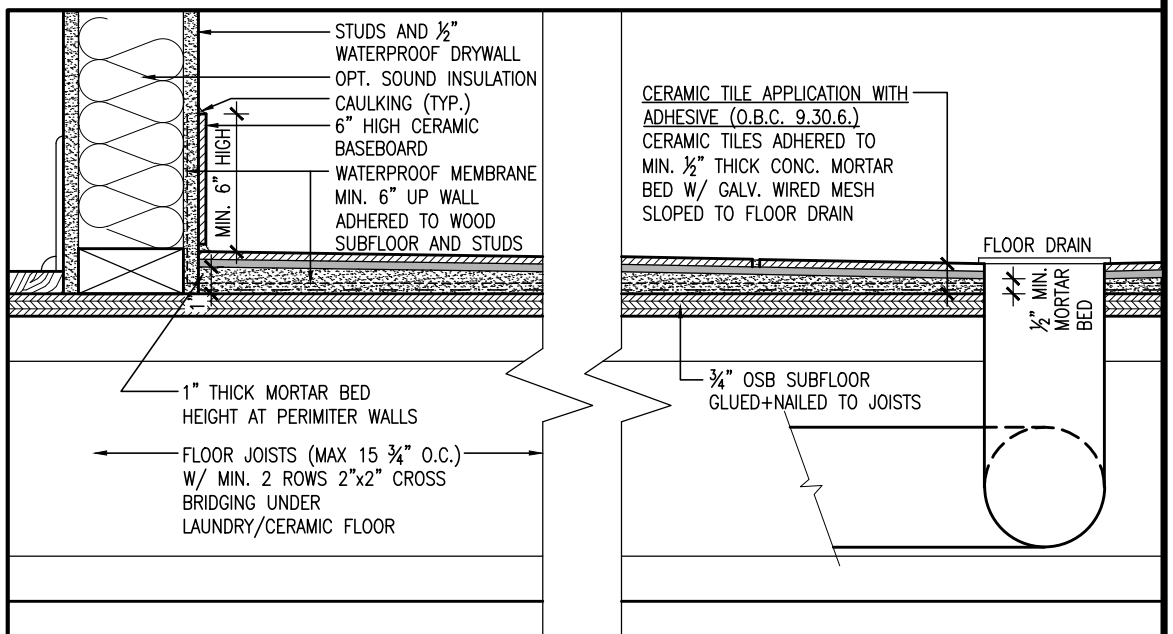 STUDS AND ½"
WATERPROOF DRYWALL
OPT. SOUND INSULATION
CAULKING (TYP.)
6" HIGH CERAMIC
BASEBOARD
WATERPROOF MEMBRANE
MIN. 6" UP WALL
ADHERED TO WOOD
SUBFLOOR AND STUDS
MIN. 6" HIGH
1"
CERAMIC TILE APPLICATION WITH
ADHESIVE (O.B.C. 9.30.6.)
CERAMIC TILES ADHERED TO
MIN. ½" THICK CONC. MORTAR
BED W/ GALV. WIRED MESH
SLOPED TO FLOOR DRAIN
FLOOR DRAIN
½" MIN.
MORTAR
BED
1" THICK MORTAR BED
HEIGHT AT PERIMITER WALLS
¾" OSB SUBFLOOR
GLUED+NAILED TO JOISTS
FLOOR JOISTS (MAX 15 ¾" O.C.)
W/ MIN. 2 ROWS 2"x2" CROSS
BRIDGING UNDER
LAUNDRY/CERAMIC FLOOR